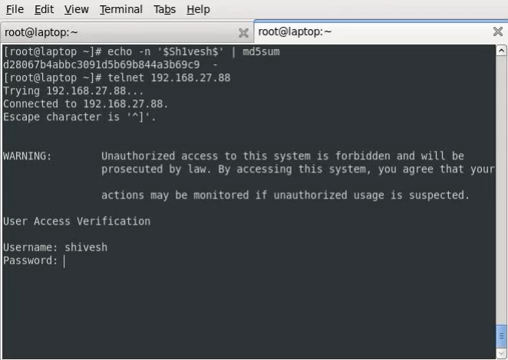 File Edit View Terminal Tabs Help
root@laptop:~ root@laptop:~
[root@laptop ~]# echo -n '$Sh1vesh$' | md5sum
d28067b4abbc3091d5b69b844a3b69c9 -
[root@laptop ~]# telnet 192.168.27.88
Trying 192.168.27.88...
Connected to 192.168.27.88.
Escape character is '^]'.
WARNING: Unauthorized access to this system is forbidden and will be
prosecuted by law. By accessing this system, you agree that your
actions may be monitored if unauthorized usage is suspected.
User Access Verification
Username: shivesh
Password: